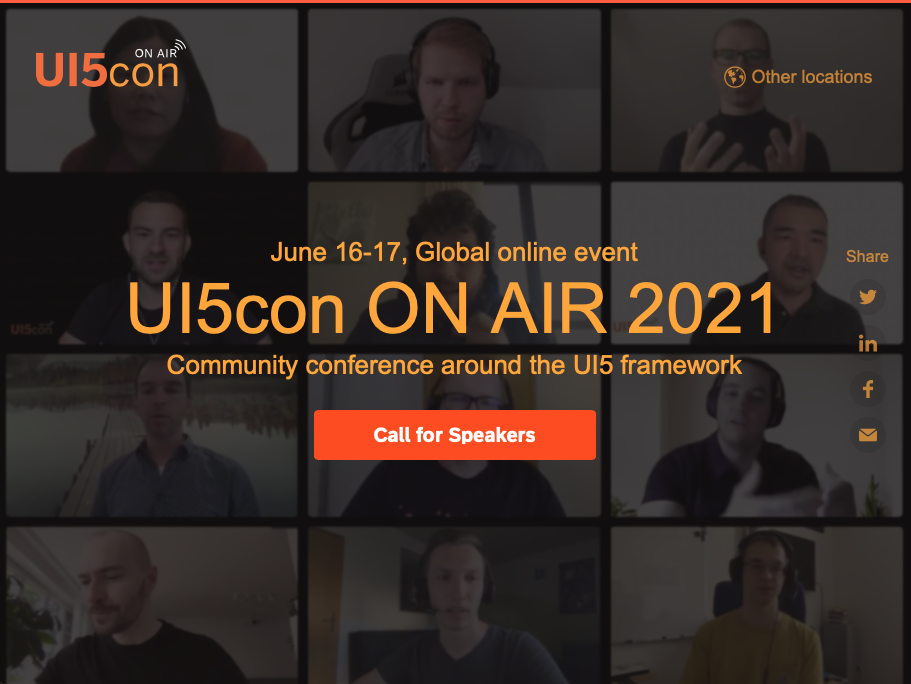 ON AIR
UI5con
Other locations
June 16-17, Global online event
UI5con ON AIR 2021
Share
UI5con
Community conference around the UI5 framework
Call for Speakers